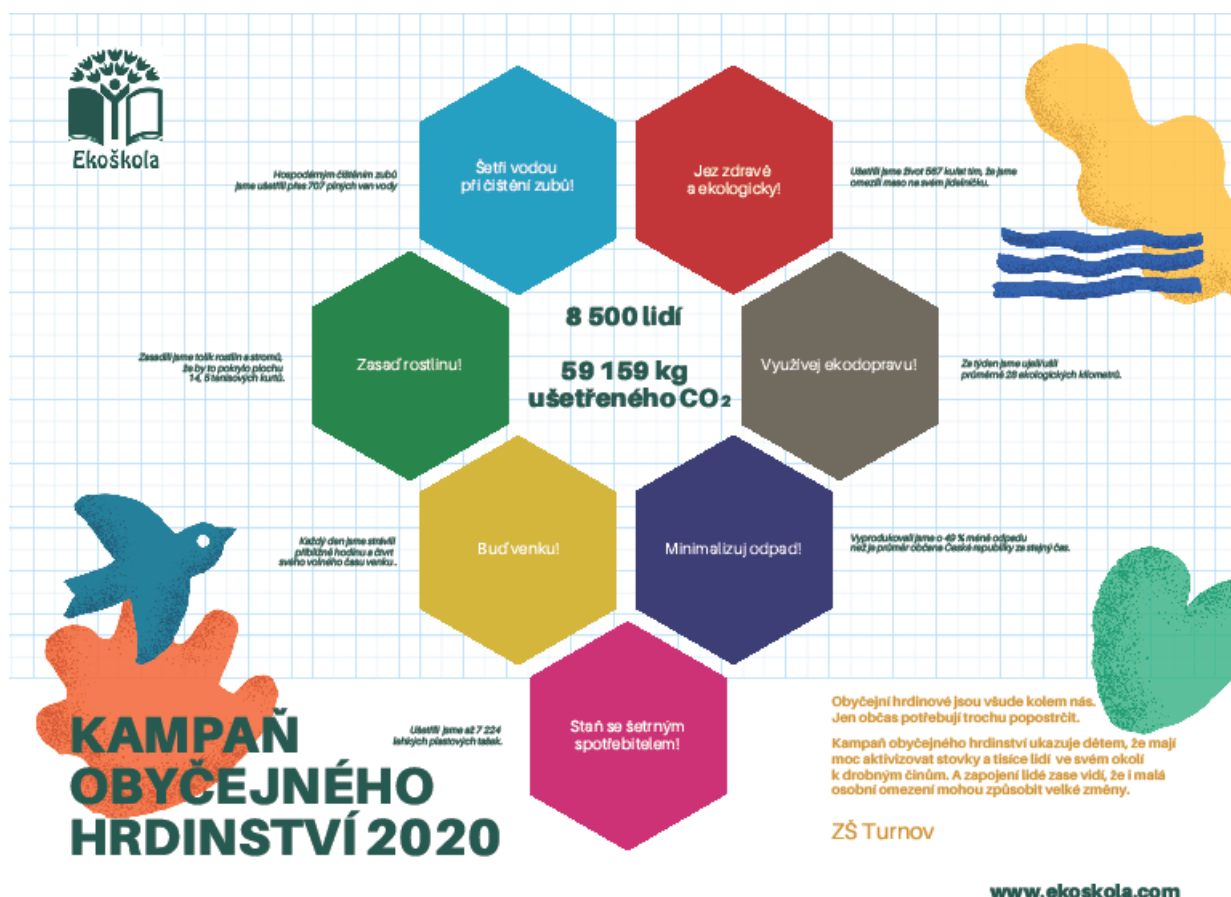 Ekoškola
Šetři vodou
při čištění zubů!
Jez zdravě
a ekologicky!
Hospodárným čištěním zubů
jsme ušetřili přes 707 plných van vody
Ušetřili jsme život 567 kuřat tím, že jsme
omezili maso na svém jídelníčku.
8 500 lidí
59 159 kg
ušetřeného CO₂
Zasaď rostlinu!
Využívej ekodopravu!
Zasadili jsme tolik rostlin a stromů,
že by to pokrylo plochu
14, 5 tenisových kurtů.
Za týden jsme ujeli/ušli
průměrně 28 ekologických kilometrů.
Buď venku!
Minimalizuj odpad!
Každý den jsme strávili
přibližně hodinu a čtvrt
svého volného času venku.
Vyprodukovali jsme o 49 % méně odpadu
než je průměr občana České republiky za stejný čas.
Staň se šetrným
spotřebitelem!
Ušetřili jsme až 7 224
lehkých plastových tašek.
KAMPAŇ
OBYČEJNÉHO
HRDINSTVÍ 2020
Obyčejní hrdinové jsou všude kolem nás.
Jen občas potřebují trochu popostrčit.
Kampaň obyčejného hrdinství ukazuje dětem, že mají
moc aktivizovat stovky a tisíce lidí ve svém okolí
k drobným činům. A zapojení lidé zase vidí, že i malá
osobní omezení mohou způsobit velké změny.
ZŠ Turnov
www.ekoskola.com